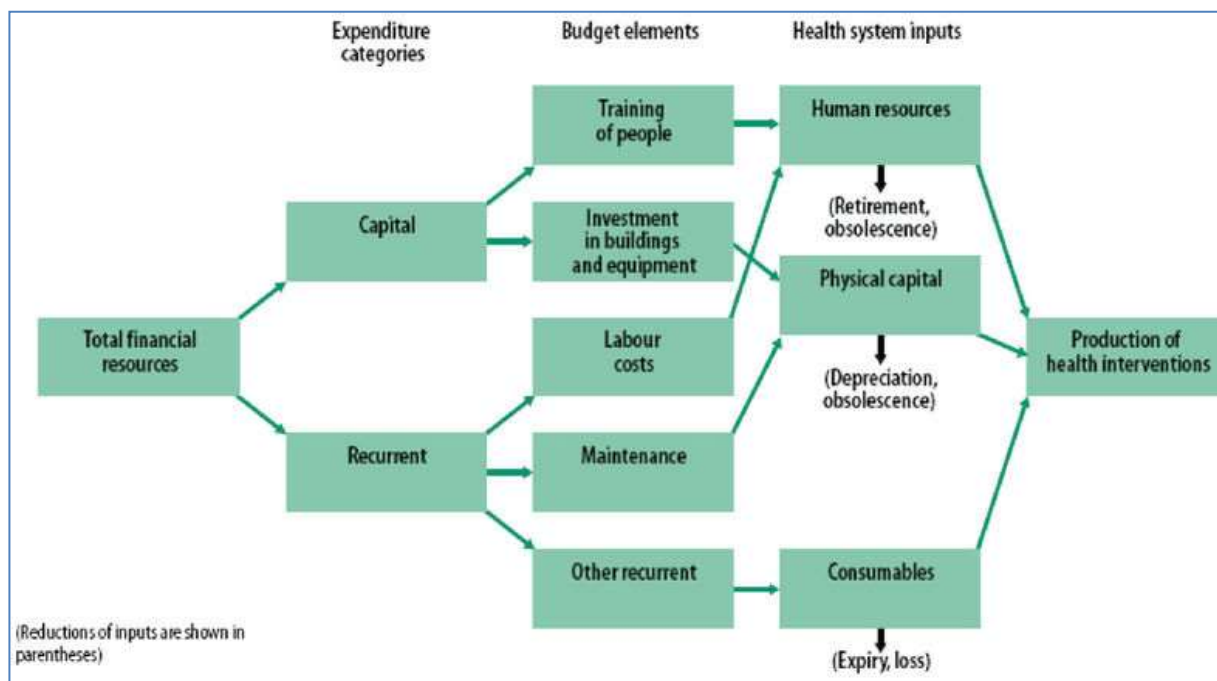 Expenditure
categories
Budget elements
Health system inputs
Training
of people
Human resources
(Retirement,
obsolescence)
Capital
Investment
in buildings
and equipment
Physical capital
(Depreciation,
obsolescence)
Total financial
resources
Labour
costs
Production of
health interventions
Recurrent
Maintenance
Other recurrent
Consumables
(Expiry, loss)
(Reductions of inputs are shown in
parentheses)